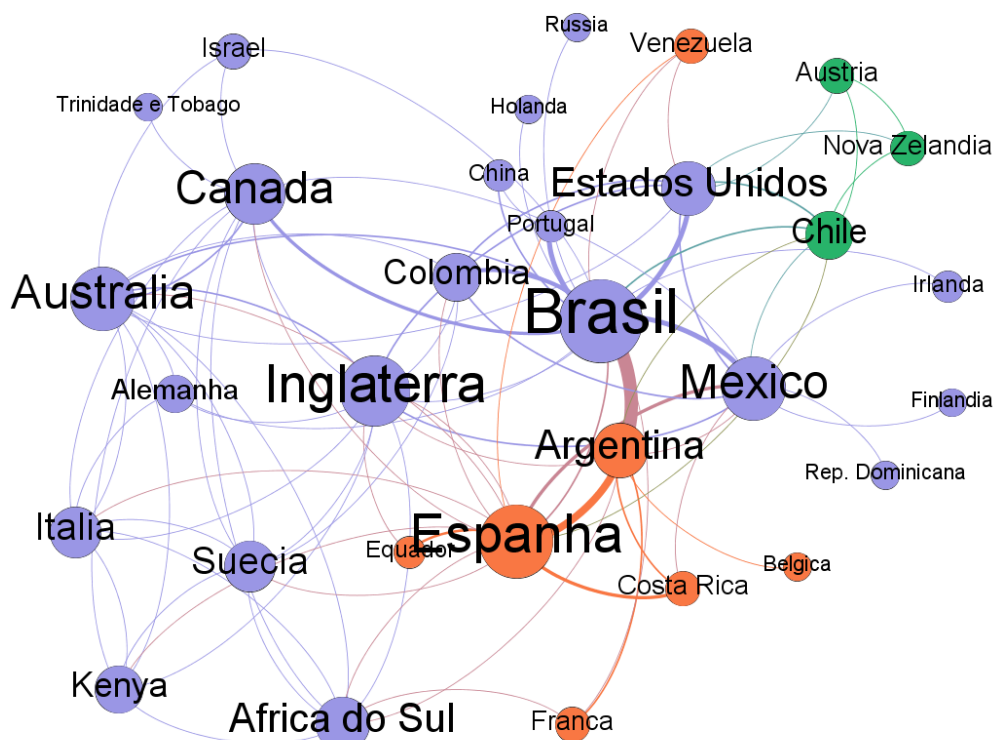 Russia
Venezuela
Israel
Austria
Trinidade e Tobago
Holanda
Nova Zelandia
China
Estados Unidos
Canada
Portugal
Chile
Colombia
Australia
Irlanda
Brasil
Inglaterra
Mexico
Alemanha
Finlandia
Argentina
Rep. Dominicana
Italia
Espanha
Equador
Suecia
Belgica
Costa Rica
Kenya
Africa do Sul
Franca